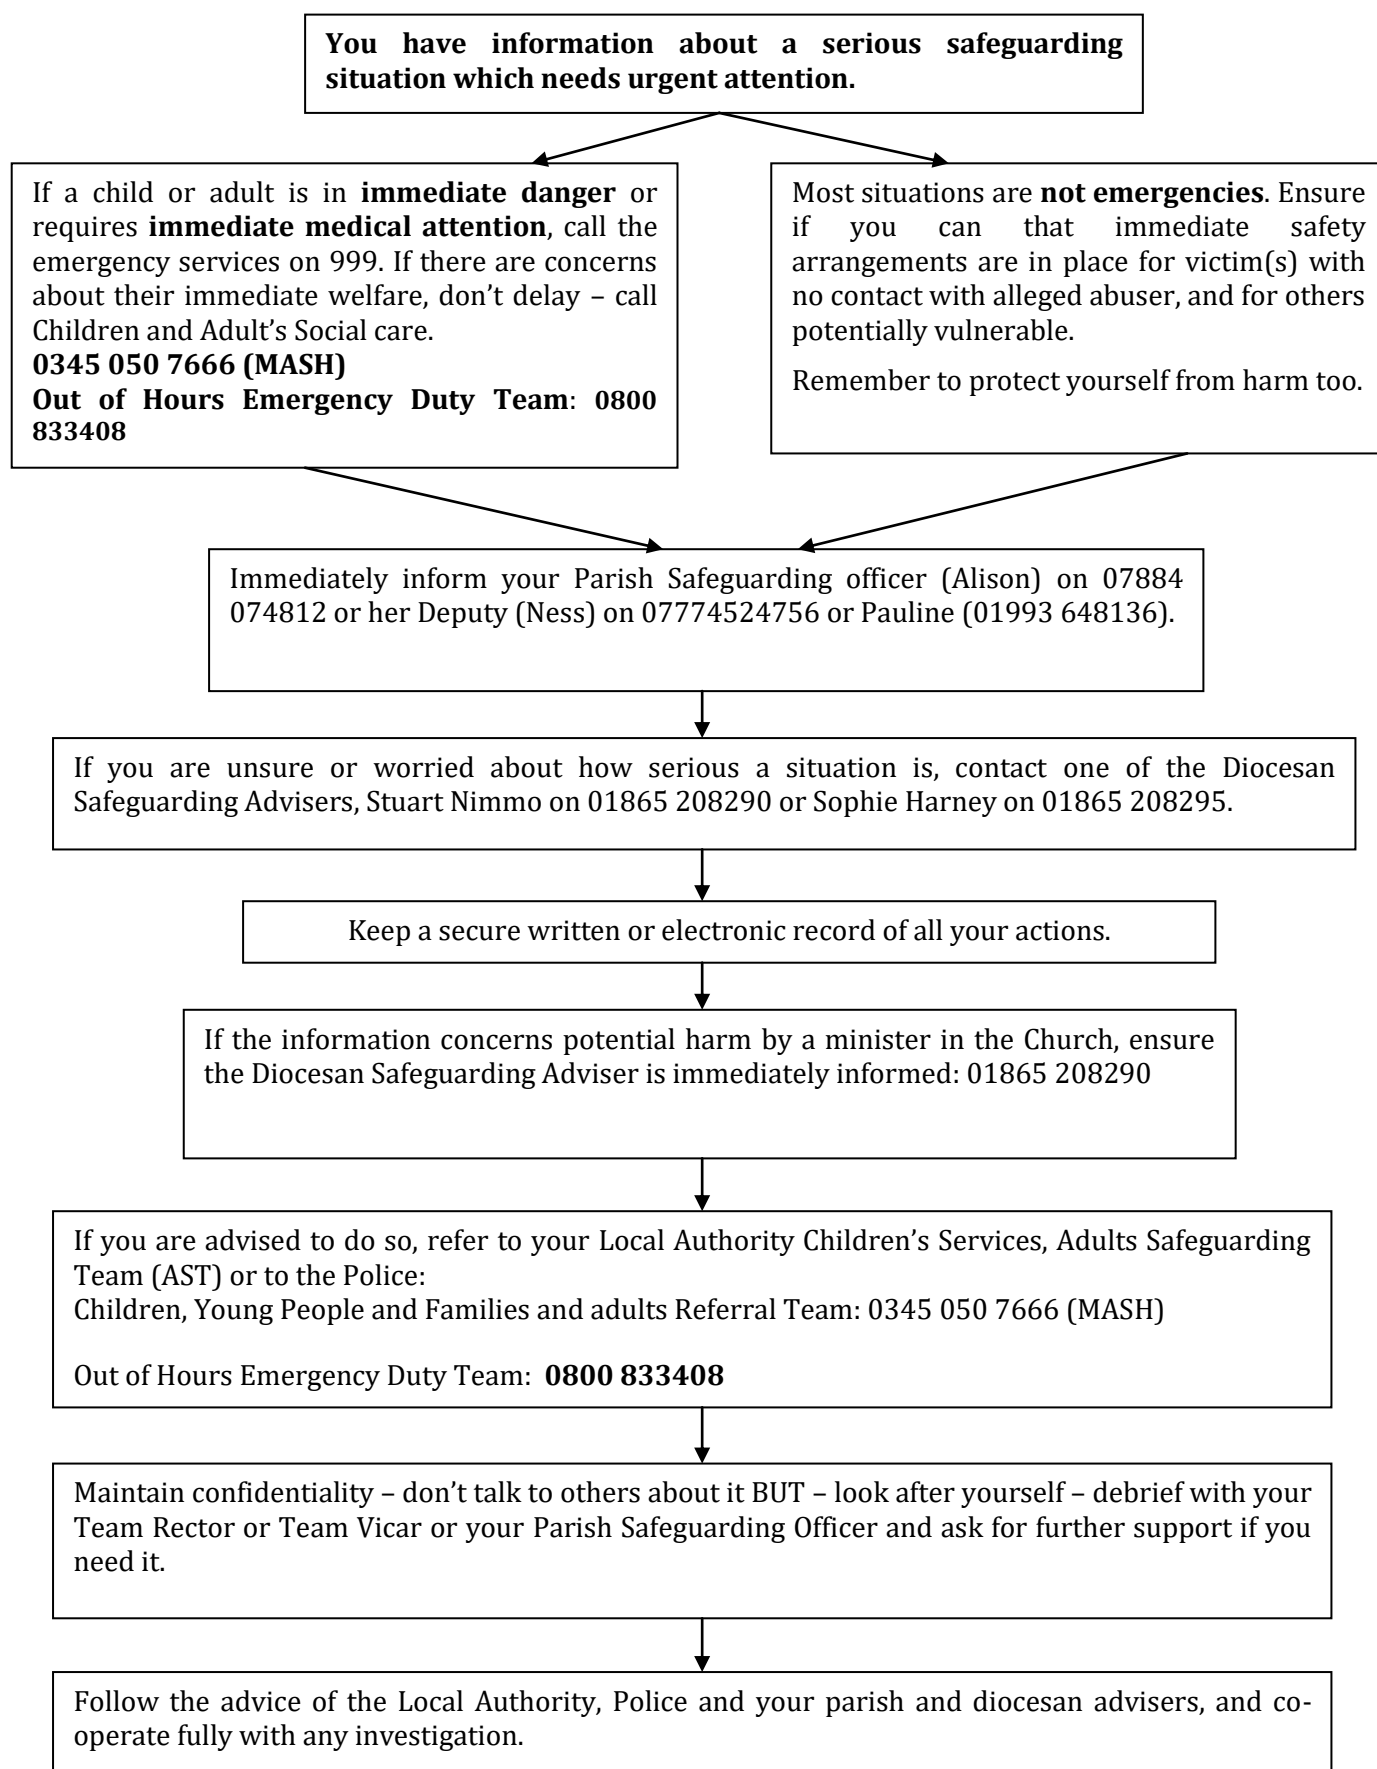 You have information about a serious safeguarding
situation which needs urgent attention.
If a child or adult is in immediate danger or
requires immediate medical attention, call the
emergency services on 999. If there are concerns
about their immediate welfare, don’t delay – call
Children and Adult’s Social care.
0345 050 7666 (MASH)
Out of Hours Emergency Duty Team: 0800
833408
Most situations are not emergencies. Ensure
if you can that immediate safety
arrangements are in place for victim(s) with
no contact with alleged abuser, and for others
potentially vulnerable.
Remember to protect yourself from harm too.
Immediately inform your Parish Safeguarding officer (Alison) on 07884
074812 or her Deputy (Ness) on 07774524756 or Pauline (01993 648136).
If you are unsure or worried about how serious a situation is, contact one of the Diocesan
Safeguarding Advisers, Stuart Nimmo on 01865 208290 or Sophie Harney on 01865 208295.
Keep a secure written or electronic record of all your actions.
If the information concerns potential harm by a minister in the Church, ensure
the Diocesan Safeguarding Adviser is immediately informed: 01865 208290
If you are advised to do so, refer to your Local Authority Children’s Services, Adults Safeguarding
Team (AST) or to the Police:
Children, Young People and Families and adults Referral Team: 0345 050 7666 (MASH)
Out of Hours Emergency Duty Team: 0800 833408
Maintain confidentiality – don’t talk to others about it BUT – look after yourself – debrief with your
Team Rector or Team Vicar or your Parish Safeguarding Officer and ask for further support if you
need it.
Follow the advice of the Local Authority, Police and your parish and diocesan advisers, and co-
operate fully with any investigation.